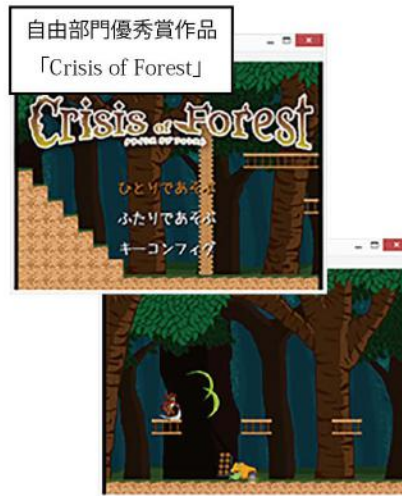 自由部門優秀賞作品
「Crisis of Forest」
Crisis of Forest
ひとりであそぶ
ふたりであそぶ
キーコンフィグ